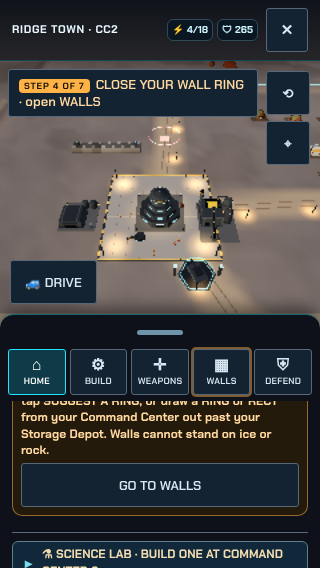 RIDGE TOWN · CC2
⚡ 4/18
🛡 265
✕
STEP 4 OF 7 CLOSE YOUR WALL RING
· open WALLS
DRIVE
HOME
BUILD
WEAPONS
WALLS
DEFEND
tap SUGGEST A RING, or draw a RING or RECT
from your Command Center out past your
Storage Depot. Walls cannot stand on ice or
rock.
GO TO WALLS
▶ SCIENCE LAB · BUILD ONE AT COMMAND